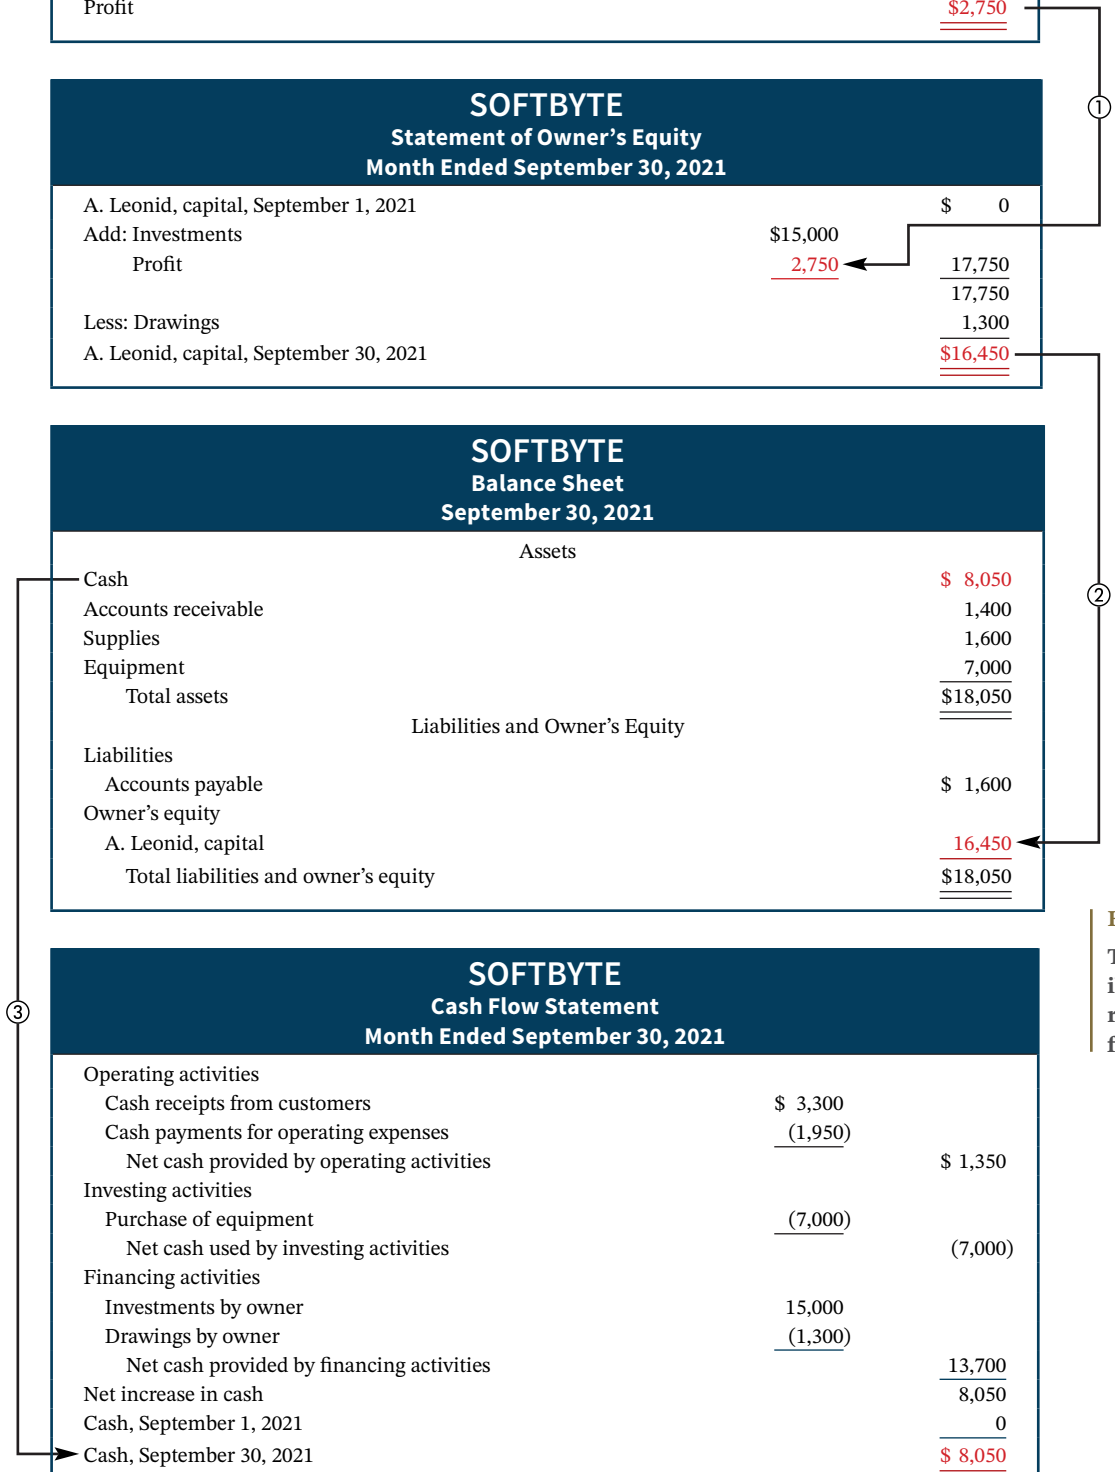 Profit $2,750
①
SOFTBYTE
Statement of Owner’s Equity
Month Ended September 30, 2021
A. Leonid, capital, September 1, 2021 $ 0
Add: Investments $15,000
Profit 2,750 17,750
17,750
Less: Drawings 1,300
A. Leonid, capital, September 30, 2021 $16,450
SOFTBYTE
Balance Sheet
September 30, 2021
Assets
Cash $ 8,050
②
Accounts receivable 1,400
Supplies 1,600
Equipment 7,000
Total assets $18,050
Liabilities and Owner’s Equity
Liabilities
Accounts payable $ 1,600
Owner’s equity
A. Leonid, capital 16,450
Total liabilities and owner’s equity $18,050
SOFTBYTE
Cash Flow Statement
③
Month Ended September 30, 2021
Operating activities
Cash receipts from customers $ 3,300
Cash payments for operating expenses (1,950)
Net cash provided by operating activities $ 1,350
Investing activities
Purchase of equipment (7,000)
Net cash used by investing activities (7,000)
Financing activities
Investments by owner 15,000
Drawings by owner (1,300)
Net cash provided by financing activities 13,700
Net increase in cash 8,050
Cash, September 1, 2021 0
Cash, September 30, 2021 $ 8,050